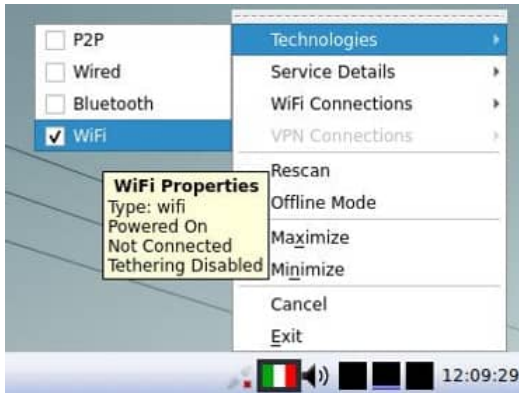 P2P
Wired
Bluetooth
WiFi
Technologies
Service Details
WiFi Connections
VPN Connections
Rescan
Offline Mode
Maximize
Minimize
Cancel
Exit
WiFi Properties
Type: wifi
Powered On
Not Connected
Tethering Disabled
12:09:29